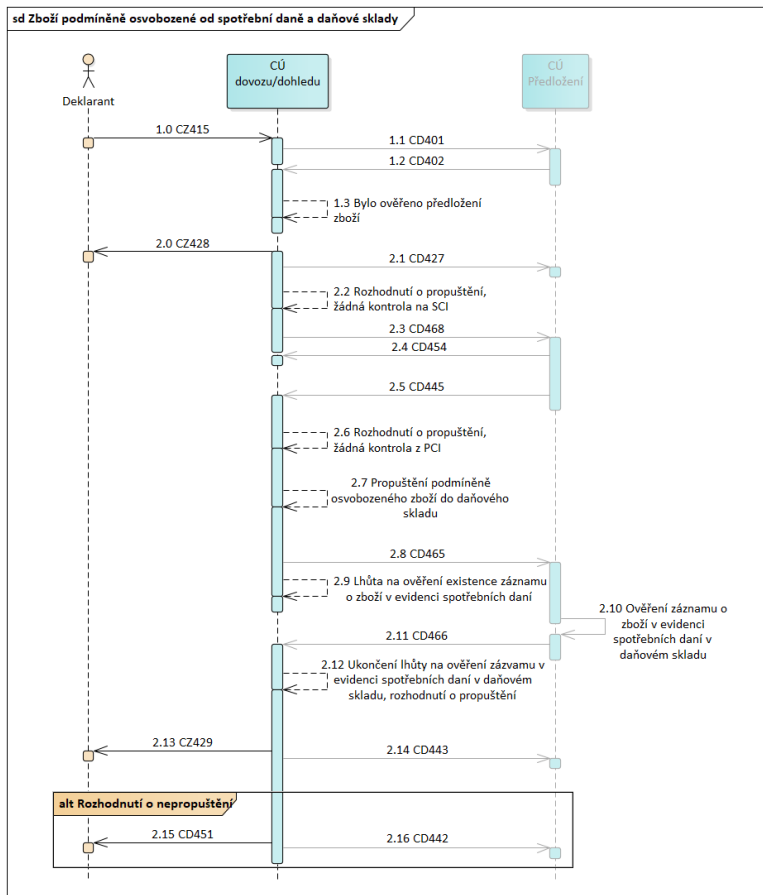 sd Zboží podmíněně osvobozené od spotřební daně a daňové sklady
CÚ
dovozu/dohledu
CÚ
Předložení
Deklarant
1.0 CZ415
1.1 CD401
1.2 CD402
1.3 Bylo ověřeno předložení
zboží
2.0 CZ428
2.1 CD427
2.2 Rozhodnutí o propuštění,
žádná kontrola na SCI
2.3 CD468
2.4 CD454
2.5 CD445
2.6 Rozhodnutí o propuštění,
žádná kontrola z PCI
2.7 Propuštění podmíněně
osvobozeného zboží do daňového
skladu
2.8 CD465
2.9 Lhůta na ověření existence záznamu
o zboží v evidenci spotřebních daní
2.10 Ověření záznamu o
zboží v evidenci
spotřebních daní v
daňovém skladu
2.11 CD466
2.12 Ukončení lhůty na ověření zázvamu v
evidenci spotřebních daní v daňovém
skladu, rozhodnutí o propuštění
2.13 CZ429
2.14 CD443
alt Rozhodnutí o nepropuštění
2.15 CD451
2.16 CD442